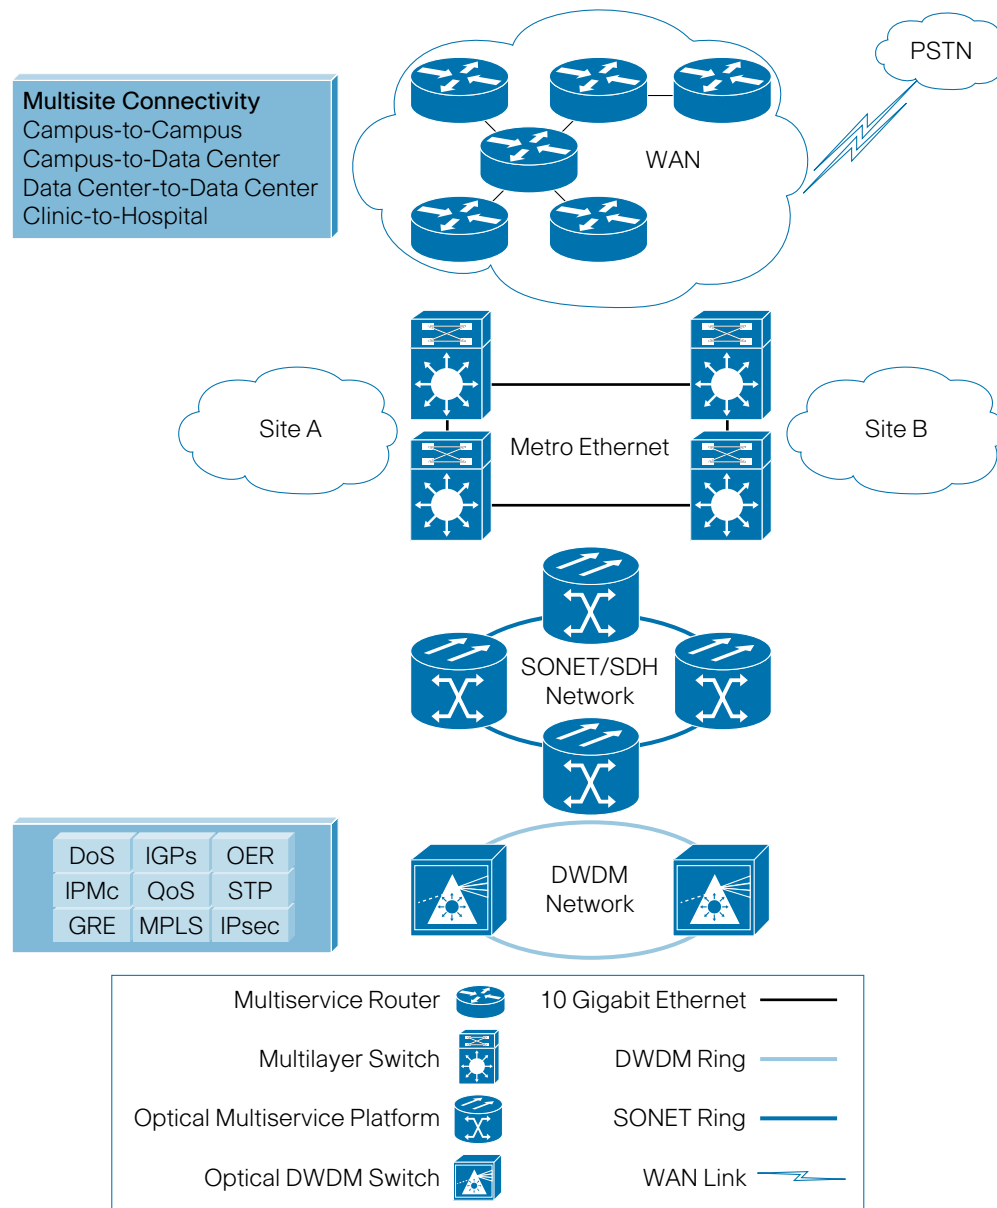 PSTN
Multisite Connectivity
Campus-to-Campus
Campus-to-Data Center
Data Center-to-Data Center
Clinic-to-Hospital
WAN
Site A
Metro Ethernet
Site B
SONET/SDH
Network
DoS IGPs OER
IPMc QoS STP
GRE MPLS IPsec
DWDM
Network
Multiservice Router
10 Gigabit Ethernet
Multilayer Switch
DWDM Ring
Optical Multiservice Platform
SONET Ring
Optical DWDM Switch
WAN Link